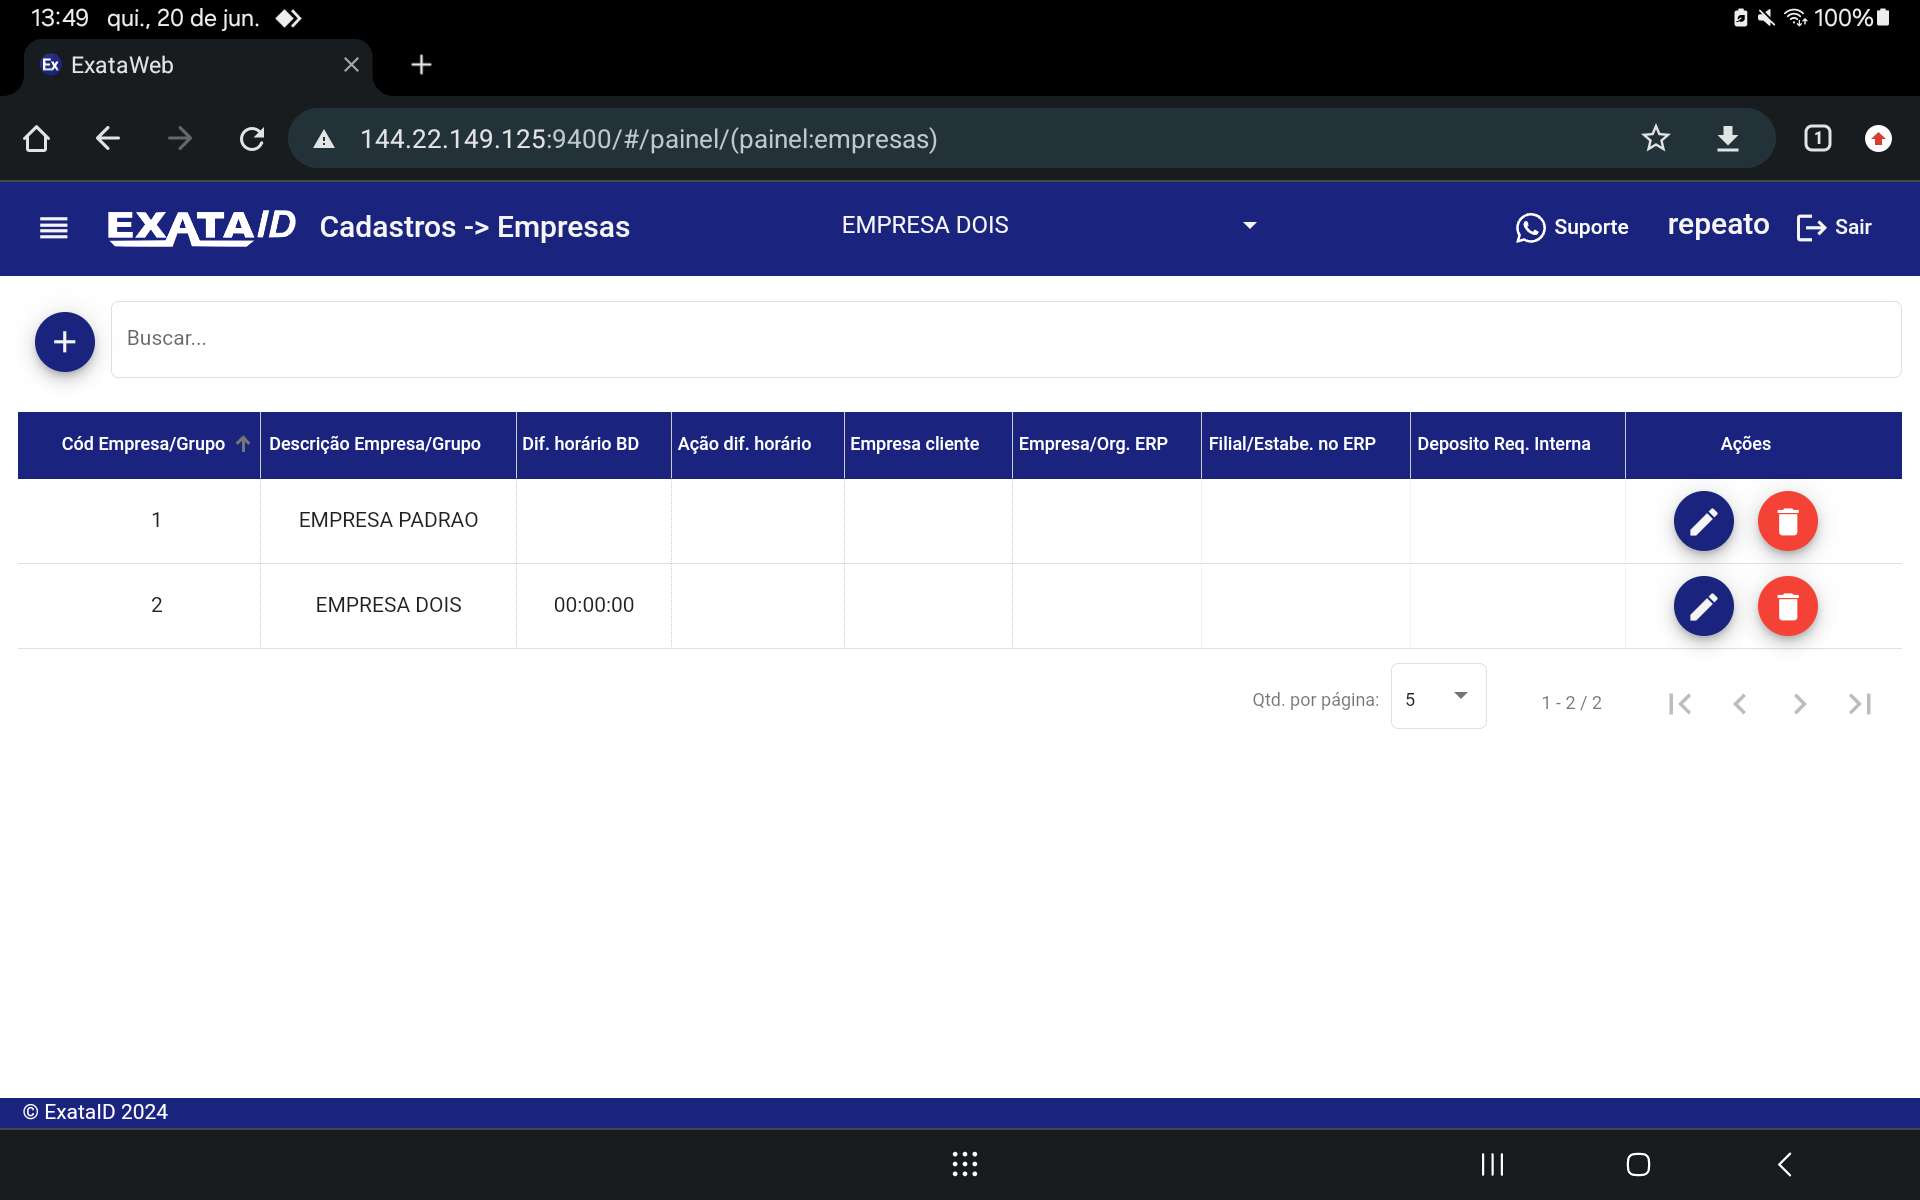 13:49 qui., 20 de jun. 100%
Ex ExataWeb
144.22.149.125:9400/#/painel/(painel:empresas) 1
EXATAID Cadastros -> Empresas EMPRESA DOIS Suporte repeato Sair
Buscar...
Cód Empresa/Grupo Descrição Empresa/Grupo Dif. horário BD Ação dif. horário Empresa cliente Empresa/Org. ERP Filial/Estabe. no ERP Deposito Req. Interna Ações
1 EMPRESA PADRAO
2 EMPRESA DOIS 00:00:00
Qtd. por página: 5 1 - 2 / 2
© ExataID 2024